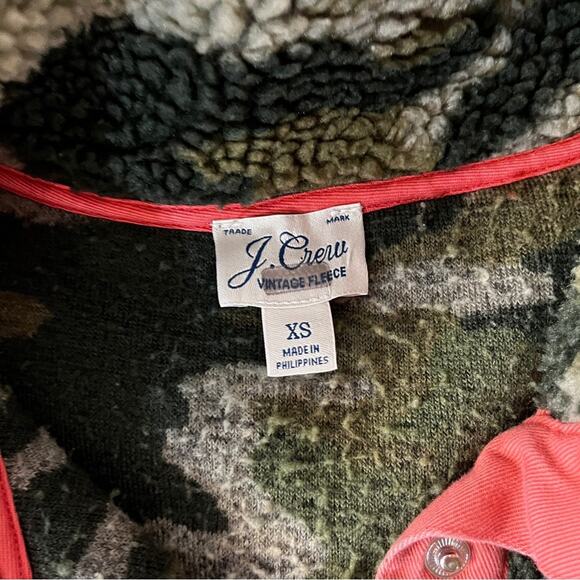 TRADE MARK
J. Crew
VINTAGE FLEECE
XS
MADE IN
PHILIPPINES